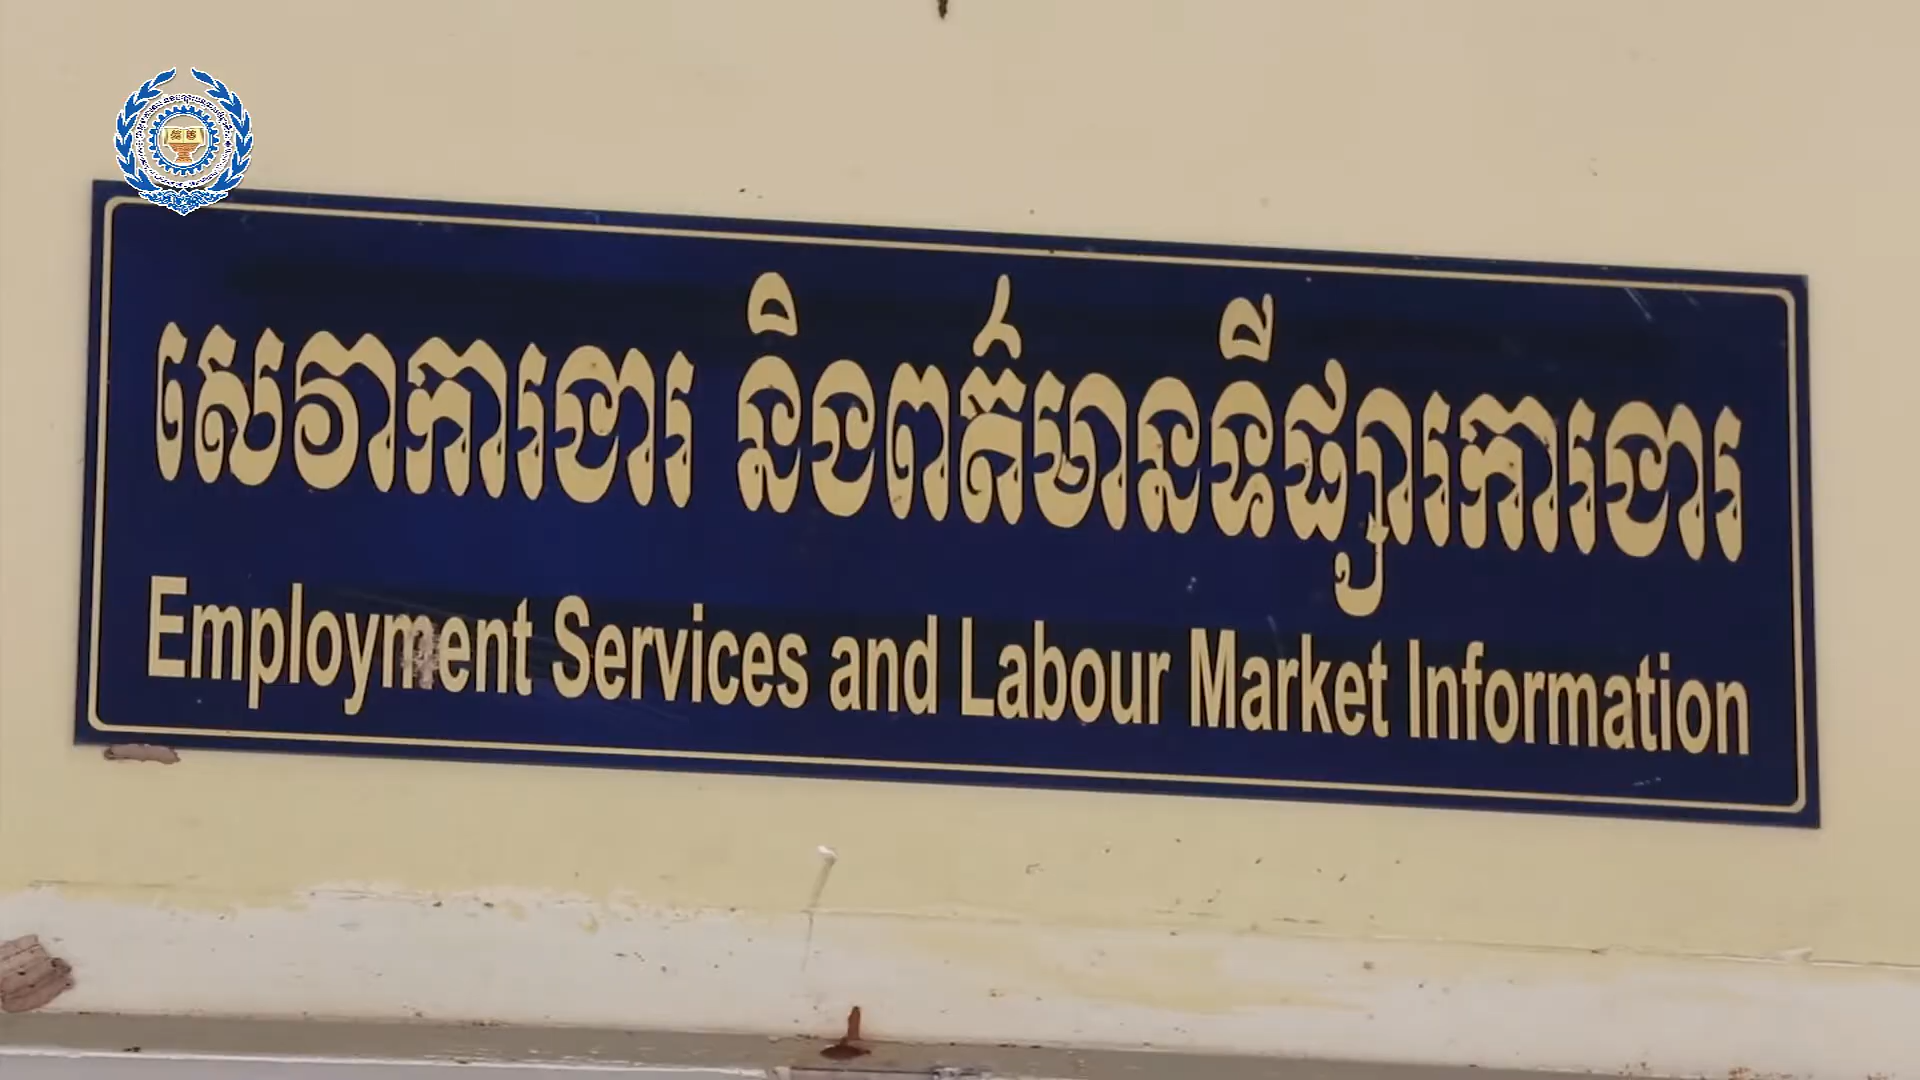 សេវាការងារ និងពត៌មានទីផ្សារការងារ
Employment Services and Labour Market Information